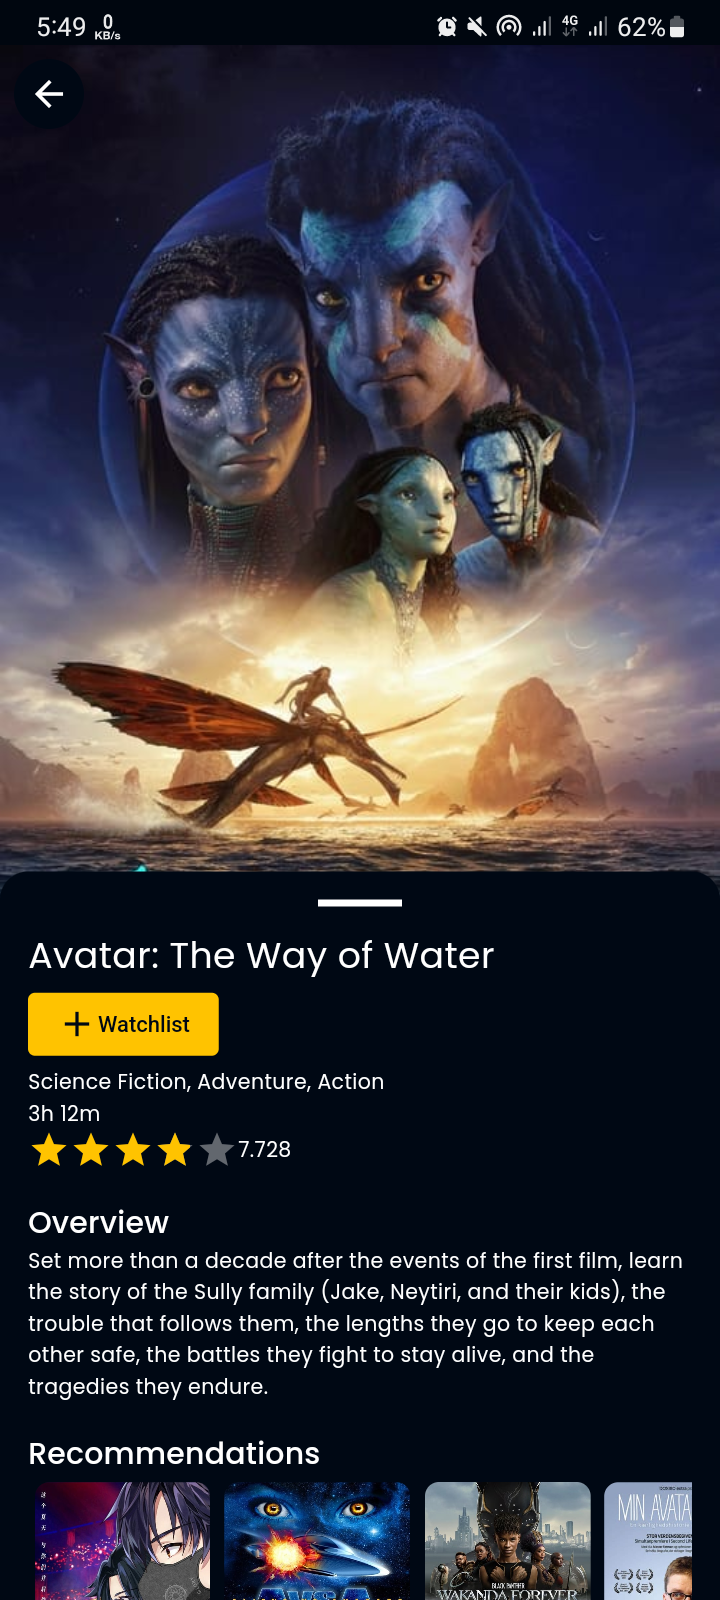 5:49 0 KB/s 4G 62%
Avatar: The Way of Water
Watchlist
Science Fiction, Adventure, Action
3h 12m
7.728
Overview
Set more than a decade after the events of the first film, learn
the story of the Sully family (Jake, Neytiri, and their kids), the
trouble that follows them, the lengths they go to keep each
other safe, the battles they fight to stay alive, and the
tragedies they endure.
Recommendations
BLACK PANTHER
WAKANDA FOREVER
MIN AVATA